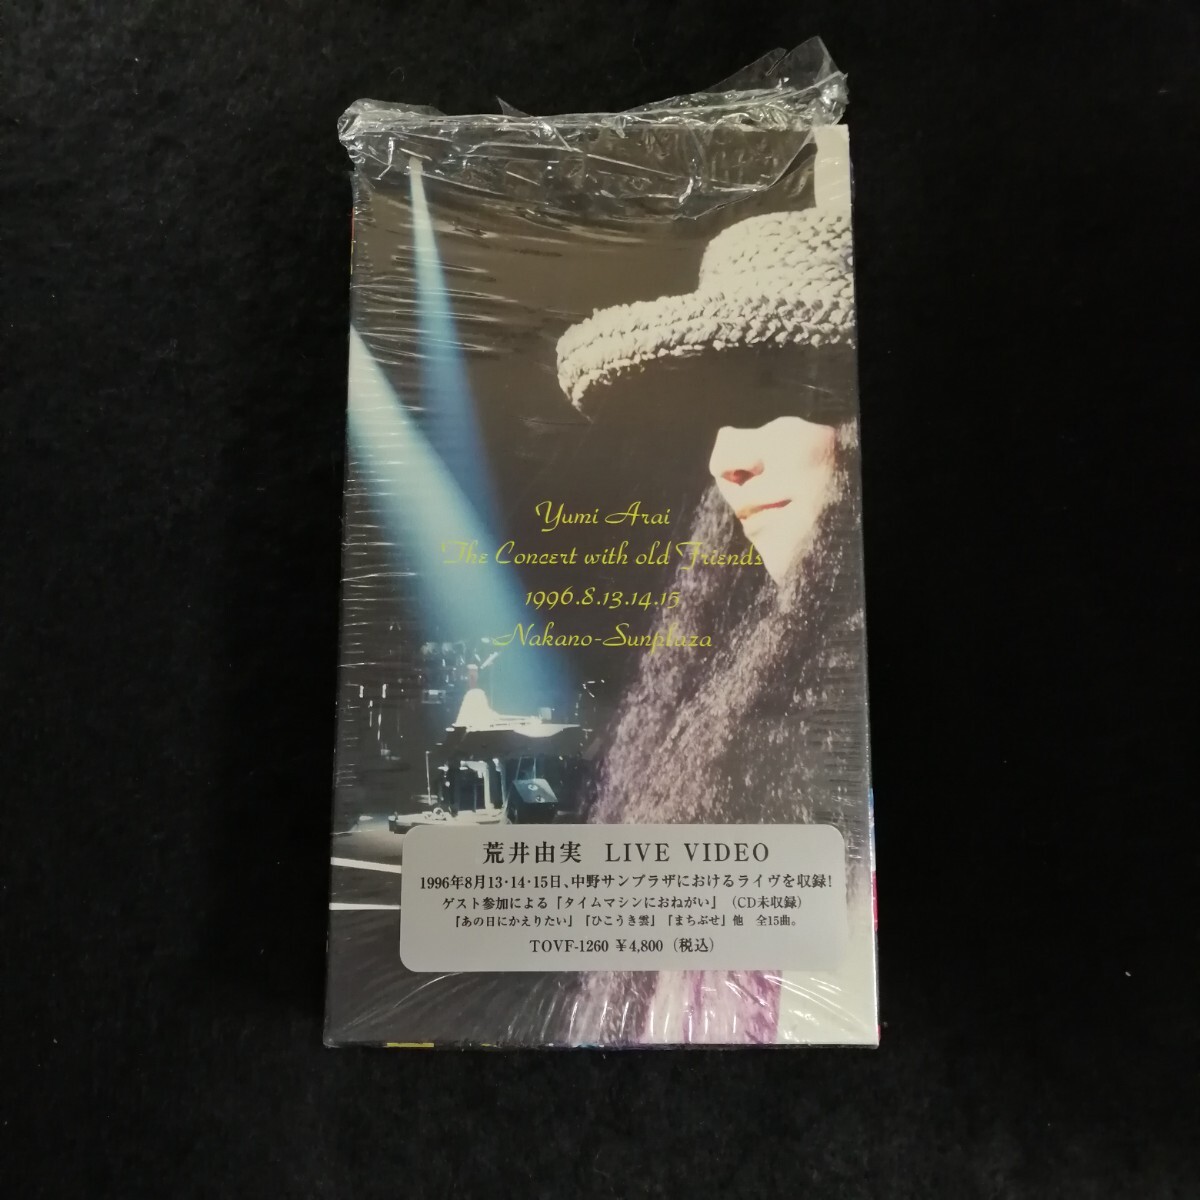 Yumi Arai
The Concert with old Friends
1996.8.13.14.15
Nakano-Sunplaza
荒井由実 LIVE VIDEO
1996年8月13・14・15日、中野サンプラザにおけるライヴを収録!
ゲスト参加による『タイムマシンにおねがい』(CD未収録)
『あの日にかえりたい』『ひこうき雲』『まちぶせ』他 全15曲。
TOVF-1260 ¥4,800(税込)